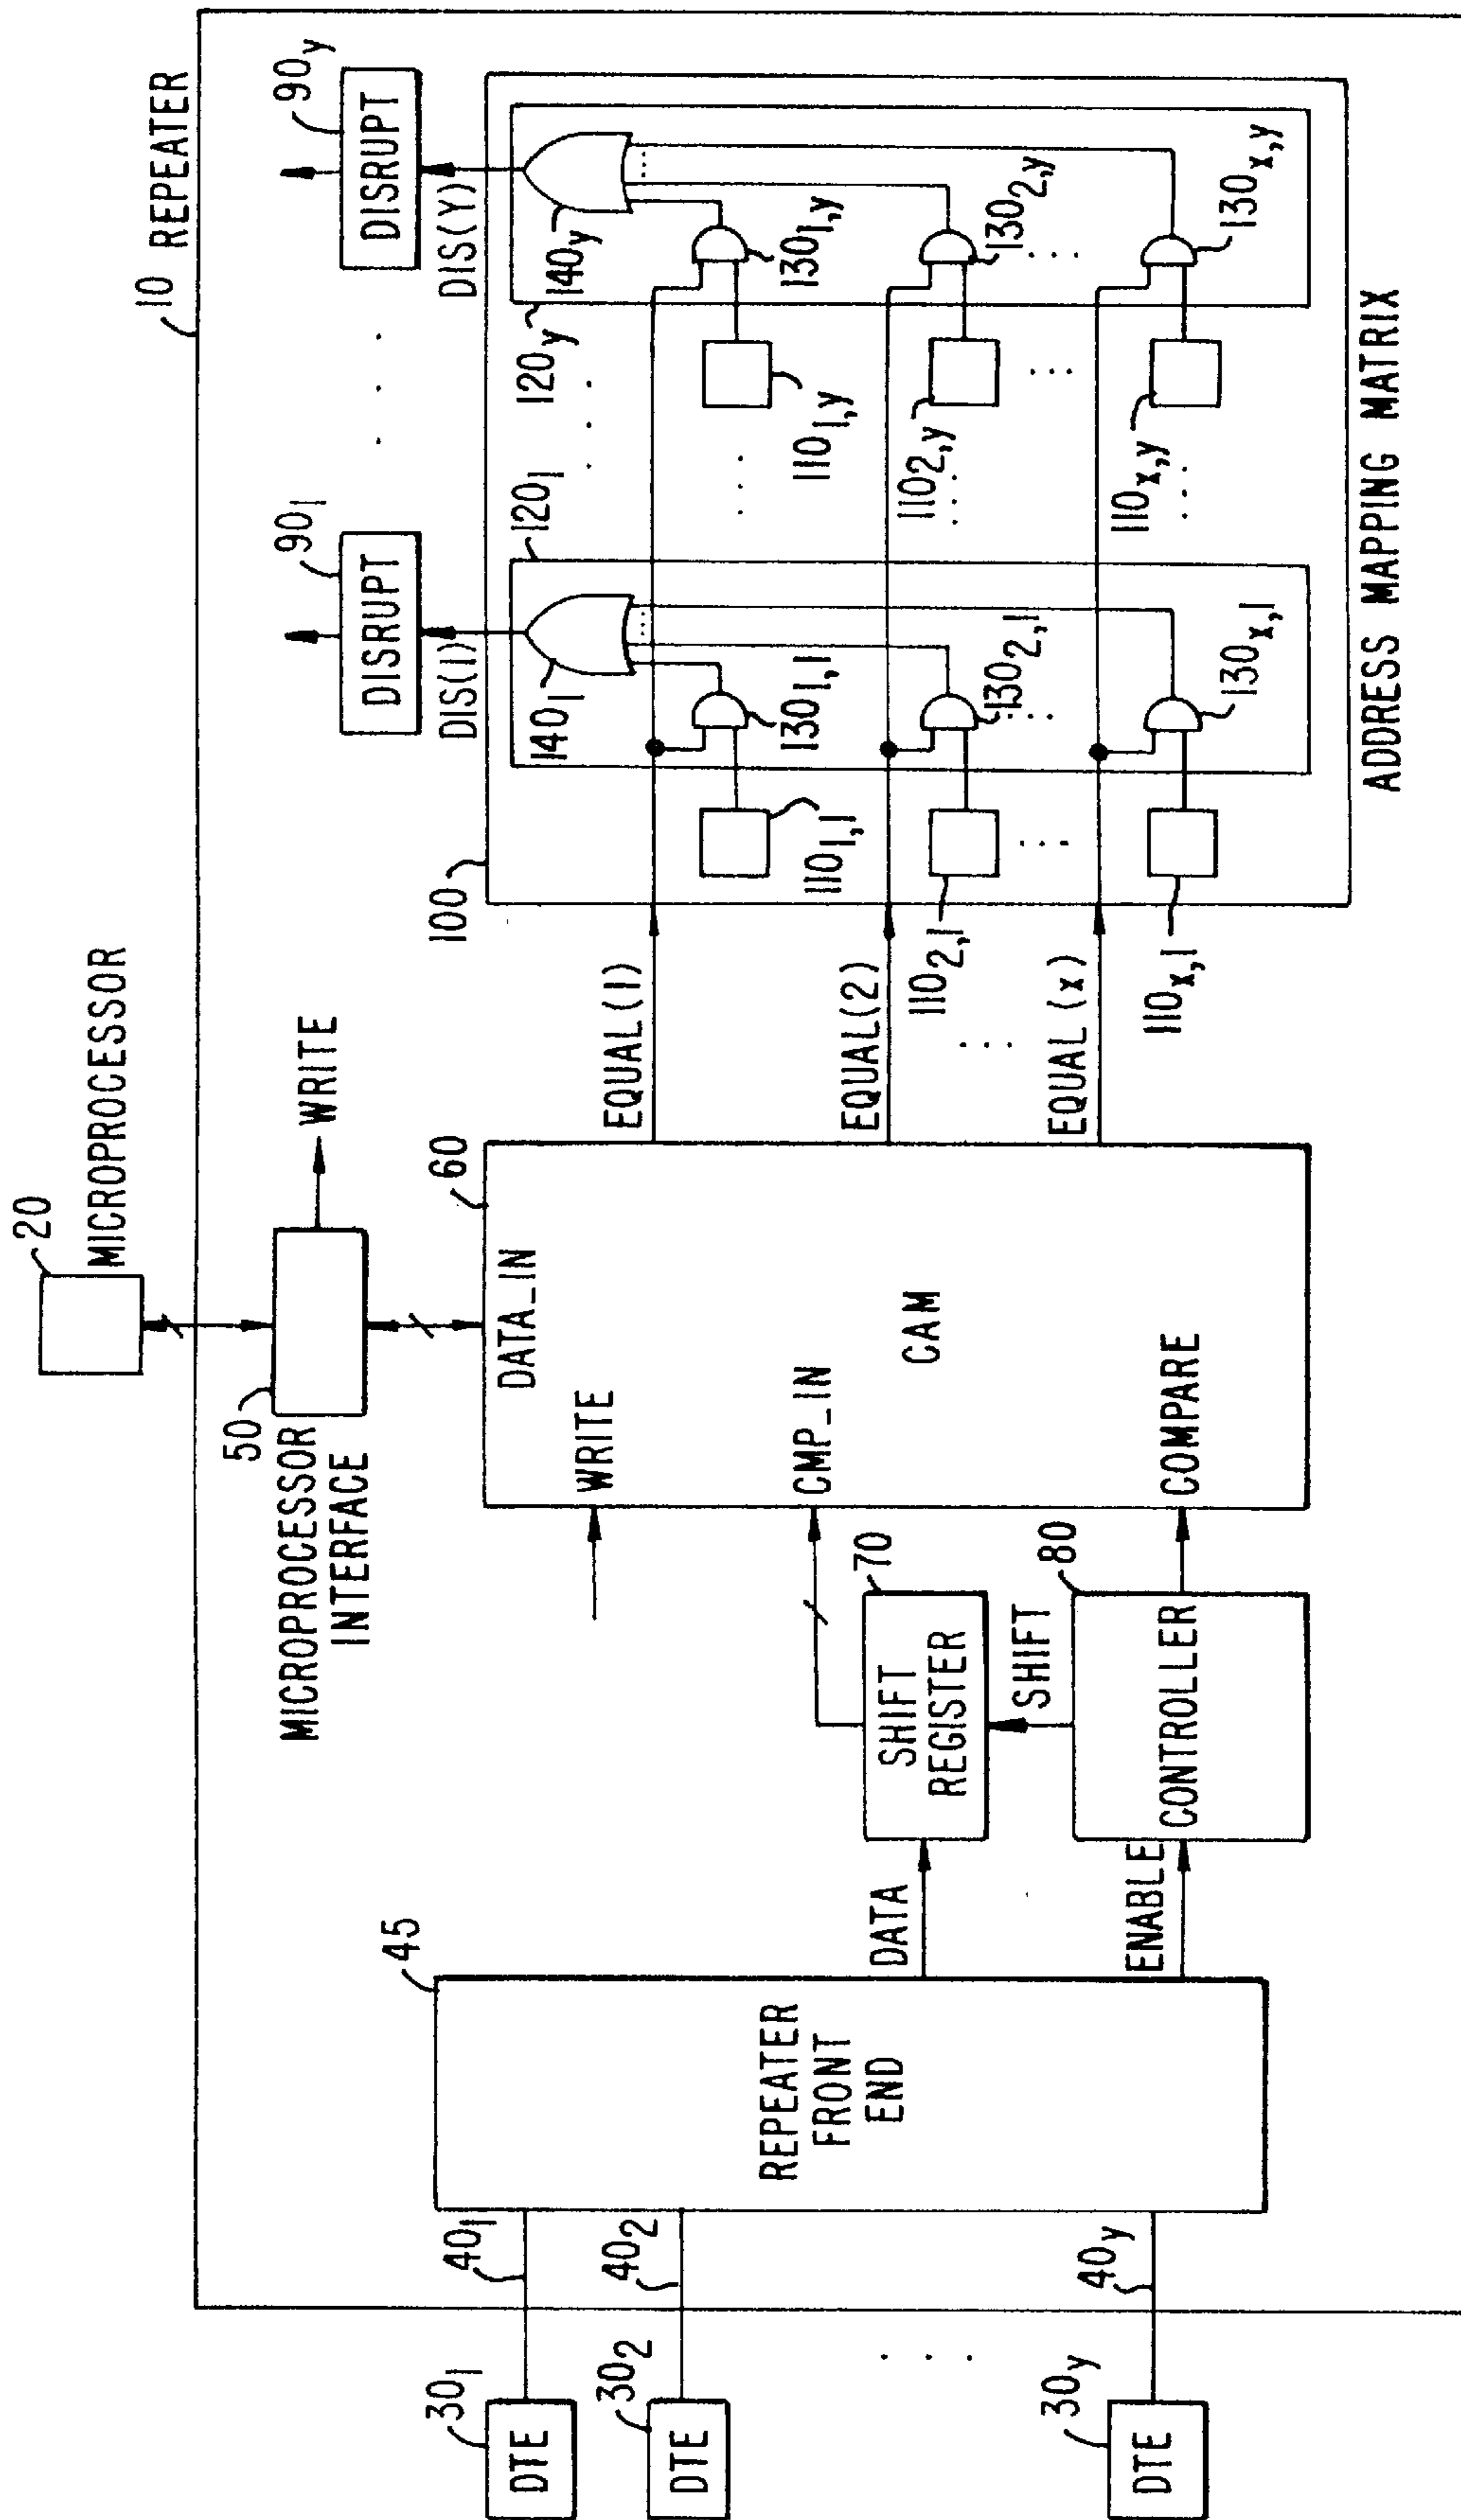 20
MICROPROCESSOR
10 REPEATER
50
MICROPROCESSOR
INTERFACE
WRITE
90₁
DISRUPT
DIS(1)
. . .
90y
DISRUPT
DIS(Y)
30₁
DTE
40₁
30₂
DTE
40₂
. . .
30y
DTE
40y
45
REPEATER
FRONT
END
DATA
ENABLE
70
SHIFT
REGISTER
SHIFT
80
CONTROLLER
60
DATA_IN
WRITE
CMP_IN
CAM
COMPARE
EQUAL(1)
EQUAL(2)
. . .
EQUAL(x)
100
120₁
140₁
130₁,₁
110₁,₁
130₂,₁
110₂,₁
130x,₁
110x,₁
. . .
120y
140y
130₁,y
110₁,y
130₂,y
110₂,y
130x,y
110x,y
ADDRESS MAPPING MATRIX